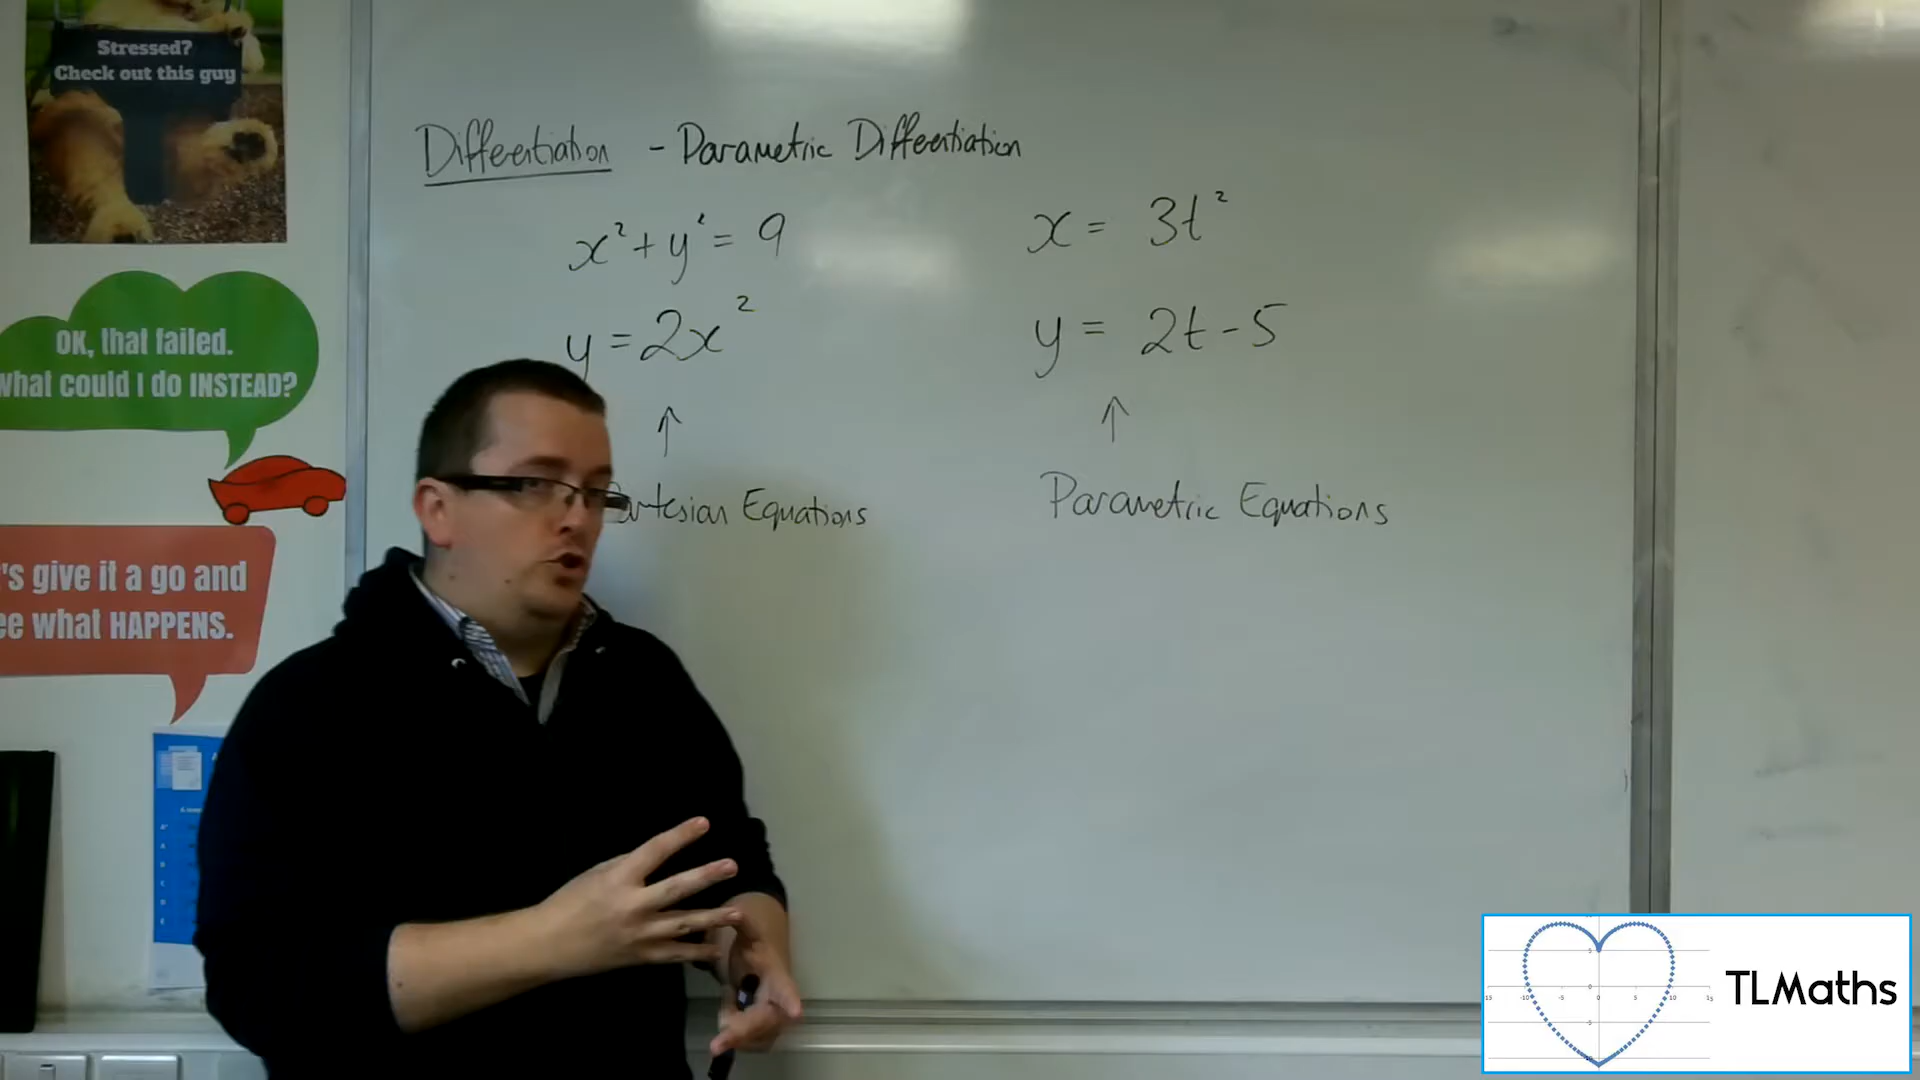 Stressed?
Check out this guy
Differentiation - Parametric Differentiation
x² + y² = 9
x = 3t²
y = 2x²
y = 2t - 5
OK, that failed.
what could I do INSTEAD?
↑
↑
artesian Equations
Parametric Equations
's give it a go and
ee what HAPPENS.
TLMaths